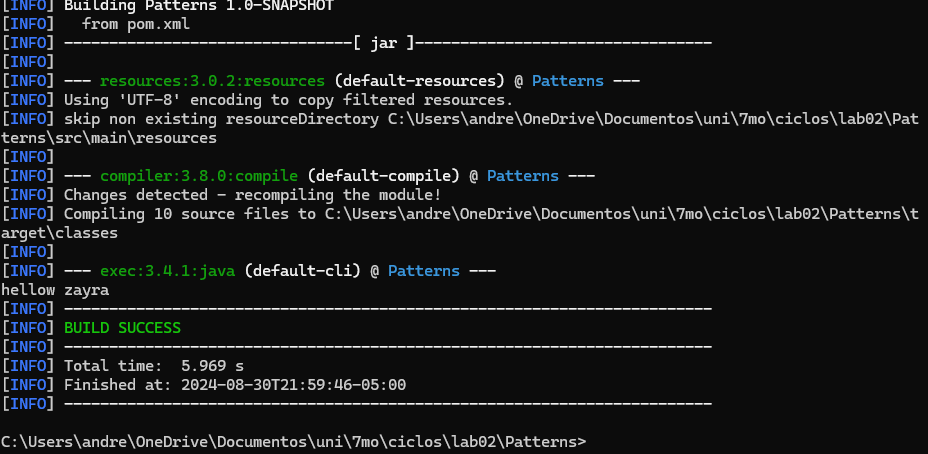 [INFO] Building Patterns 1.0-SNAPSHOT
[INFO]   from pom.xml
[INFO] --------------------------------[ jar ]---------------------------------
[INFO]
[INFO] --- resources:3.0.2:resources (default-resources) @ Patterns ---
[INFO] Using 'UTF-8' encoding to copy filtered resources.
[INFO] skip non existing resourceDirectory C:\Users\andre\OneDrive\Documentos\uni\7mo\ciclos\lab02\Pat
terns\src\main\resources
[INFO]
[INFO] --- compiler:3.8.0:compile (default-compile) @ Patterns ---
[INFO] Changes detected - recompiling the module!
[INFO] Compiling 10 source files to C:\Users\andre\OneDrive\Documentos\uni\7mo\ciclos\lab02\Patterns\t
arget\classes
[INFO]
[INFO] --- exec:3.4.1:java (default-cli) @ Patterns ---
hellow zayra
[INFO] ------------------------------------------------------------------------
[INFO] BUILD SUCCESS
[INFO] ------------------------------------------------------------------------
[INFO] Total time:  5.969 s
[INFO] Finished at: 2024-08-30T21:59:46-05:00
[INFO] ------------------------------------------------------------------------
C:\Users\andre\OneDrive\Documentos\uni\7mo\ciclos\lab02\Patterns>